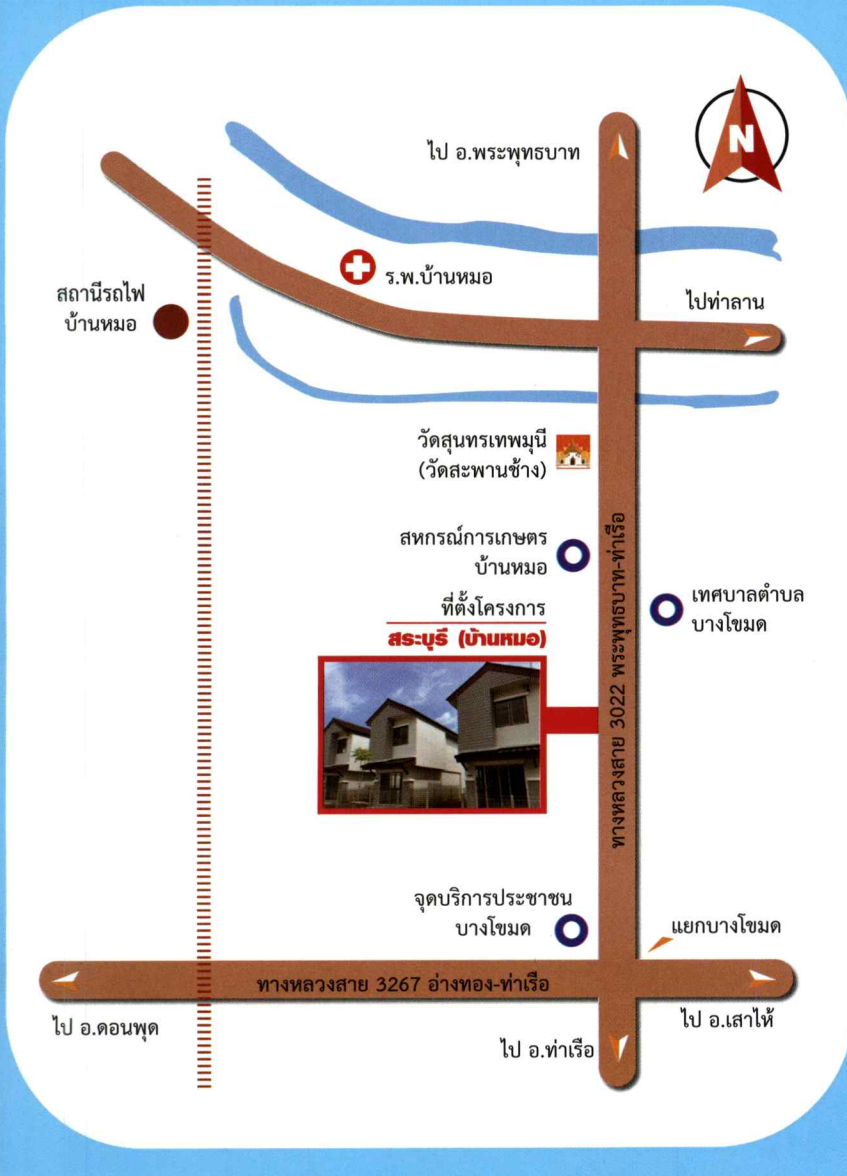 N
ไป อ.พระพุทธบาท
ร.พ.บ้านหมอ
สถานีรถไฟ
บ้านหมอ
ไปท่าลาน
วัดสุนทรเทพมุนี
(วัดสะพานช้าง)
สหกรณ์การเกษตร
บ้านหมอ
เทศบาลตำบล
บางโขมด
ที่ตั้งโครงการ
สระบุรี (บ้านหมอ)
ทางหลวงสาย 3022 พระพุทธบาท-ท่าเรือ
จุดบริการประชาชน
บางโขมด
แยกบางโขมด
ทางหลวงสาย 3267 อ่างทอง-ท่าเรือ
ไป อ.ดอนพุด
ไป อ.เสาไห้
ไป อ.ท่าเรือ